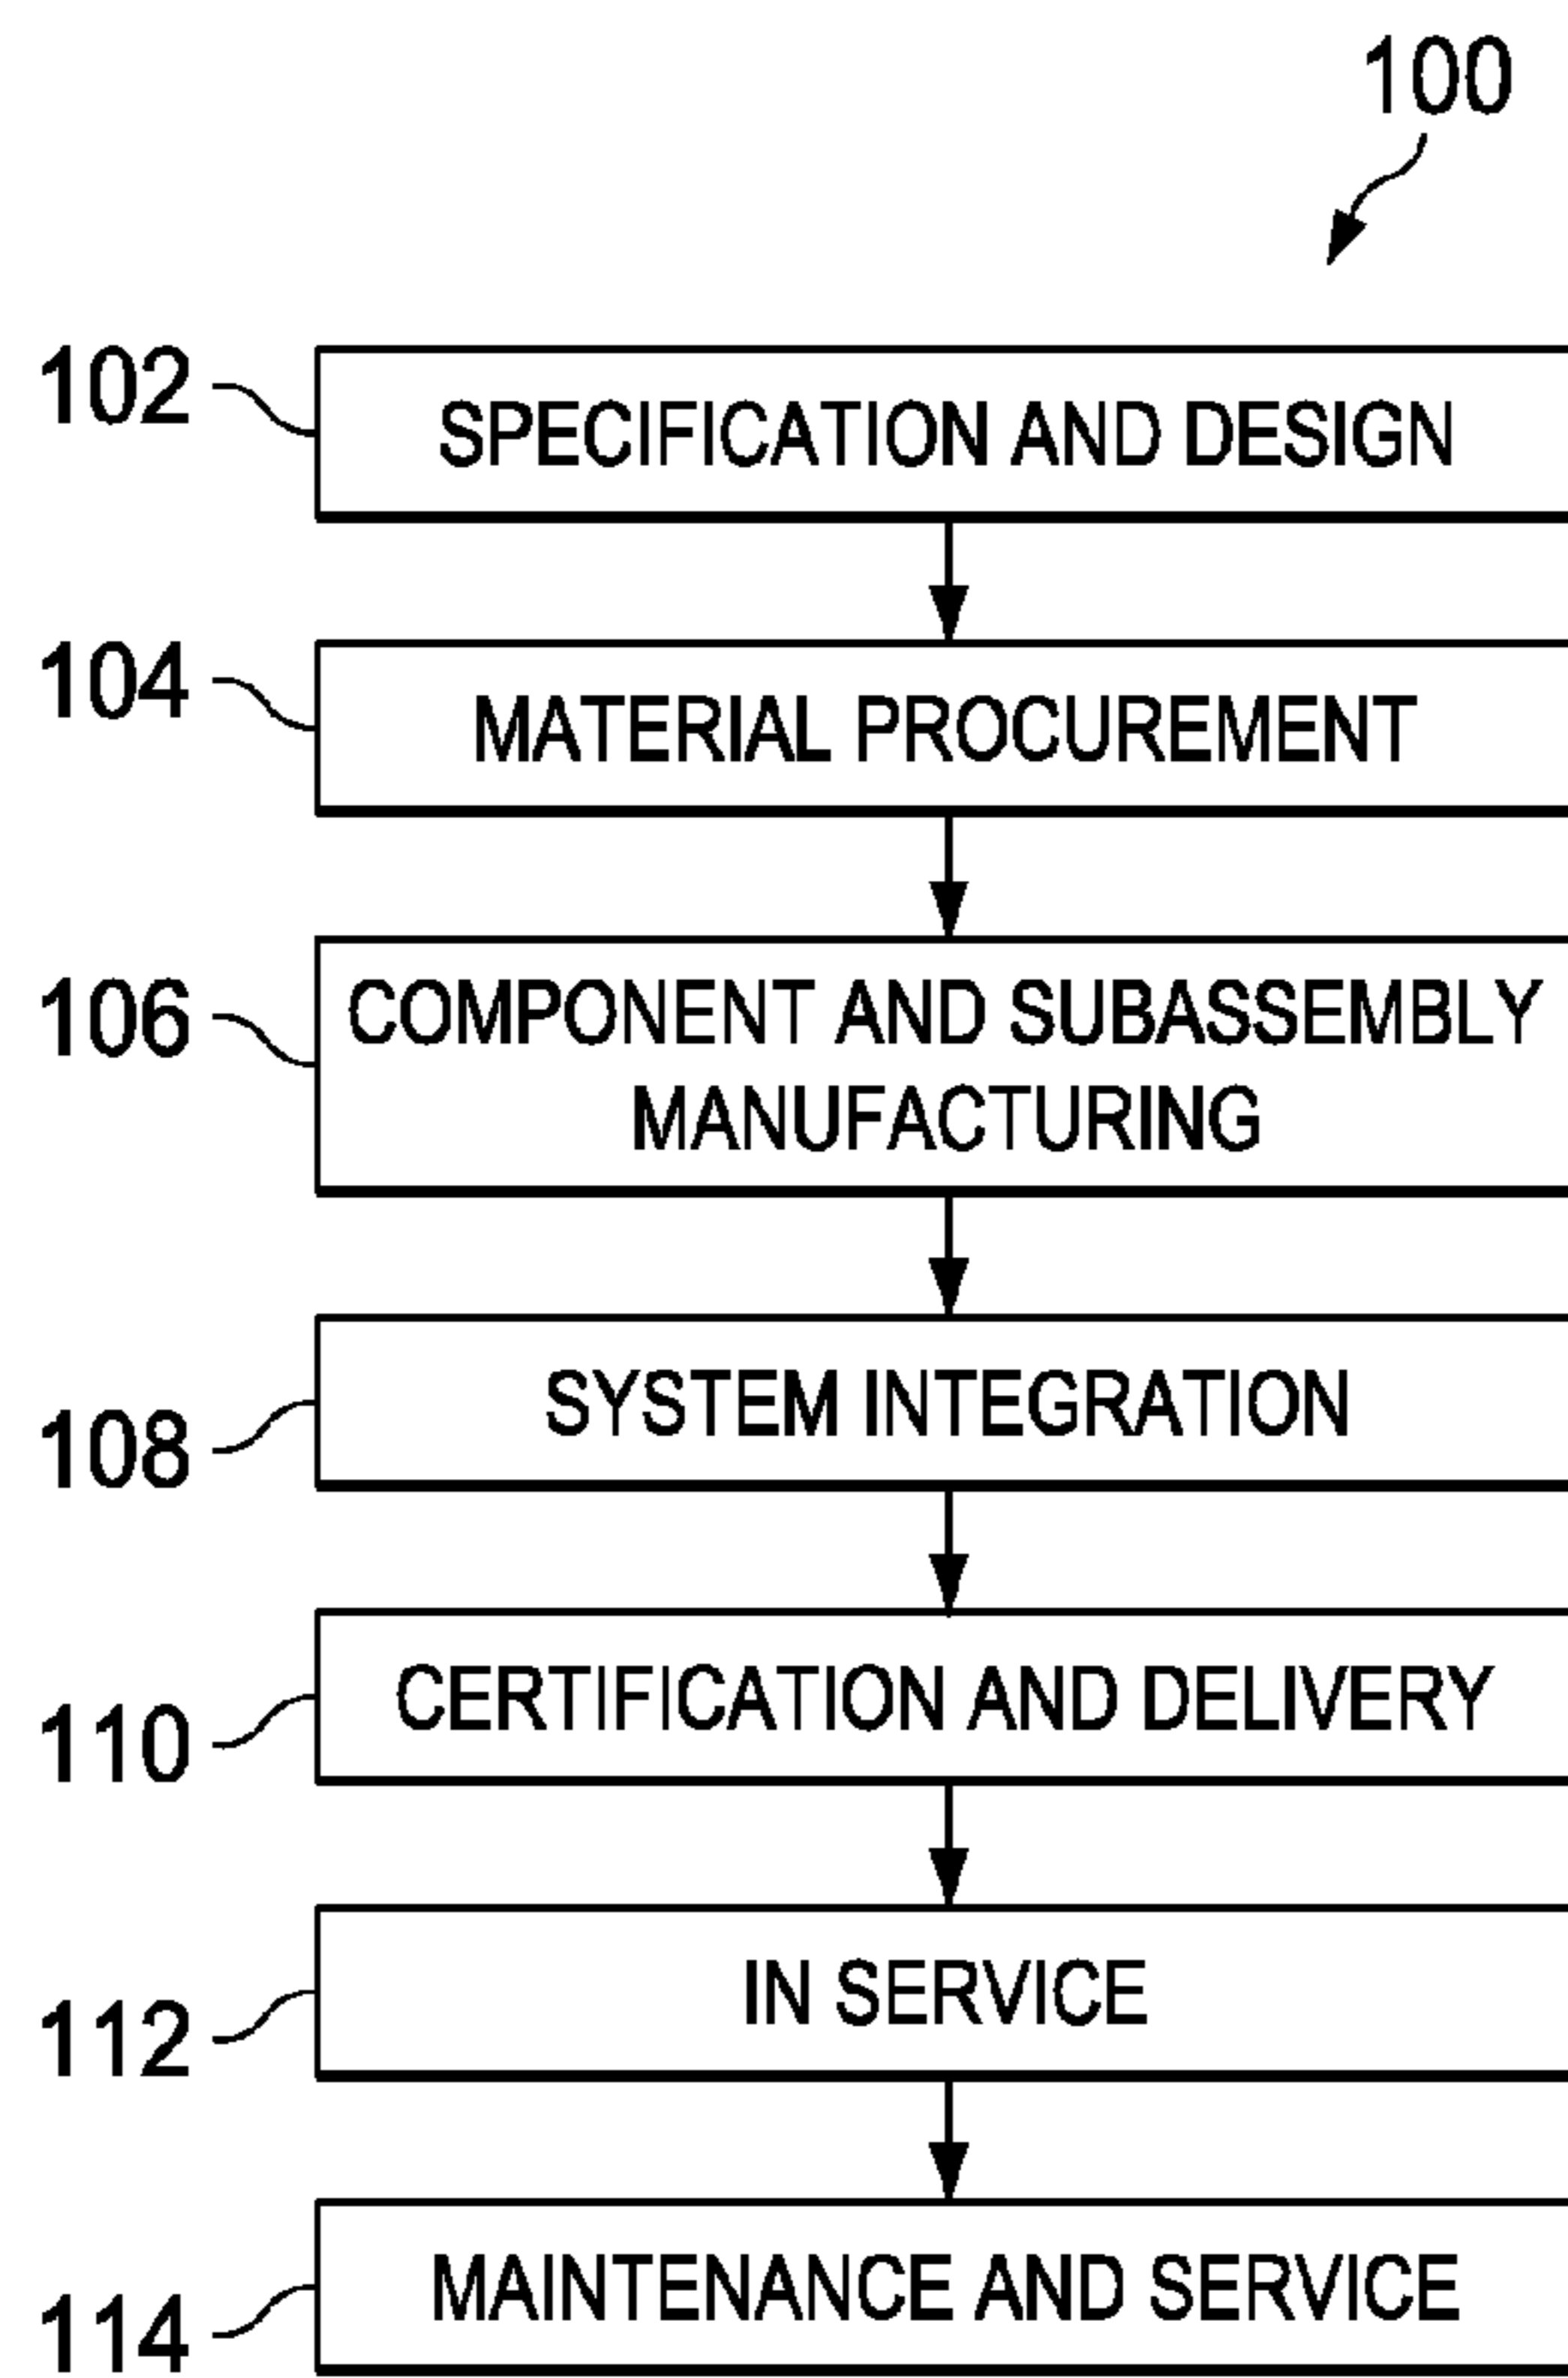 100
102
SPECIFICATION AND DESIGN
104
MATERIAL PROCUREMENT
106
COMPONENT AND SUBASSEMBLY
MANUFACTURING
108
SYSTEM INTEGRATION
110
CERTIFICATION AND DELIVERY
112
IN SERVICE
114
MAINTENANCE AND SERVICE